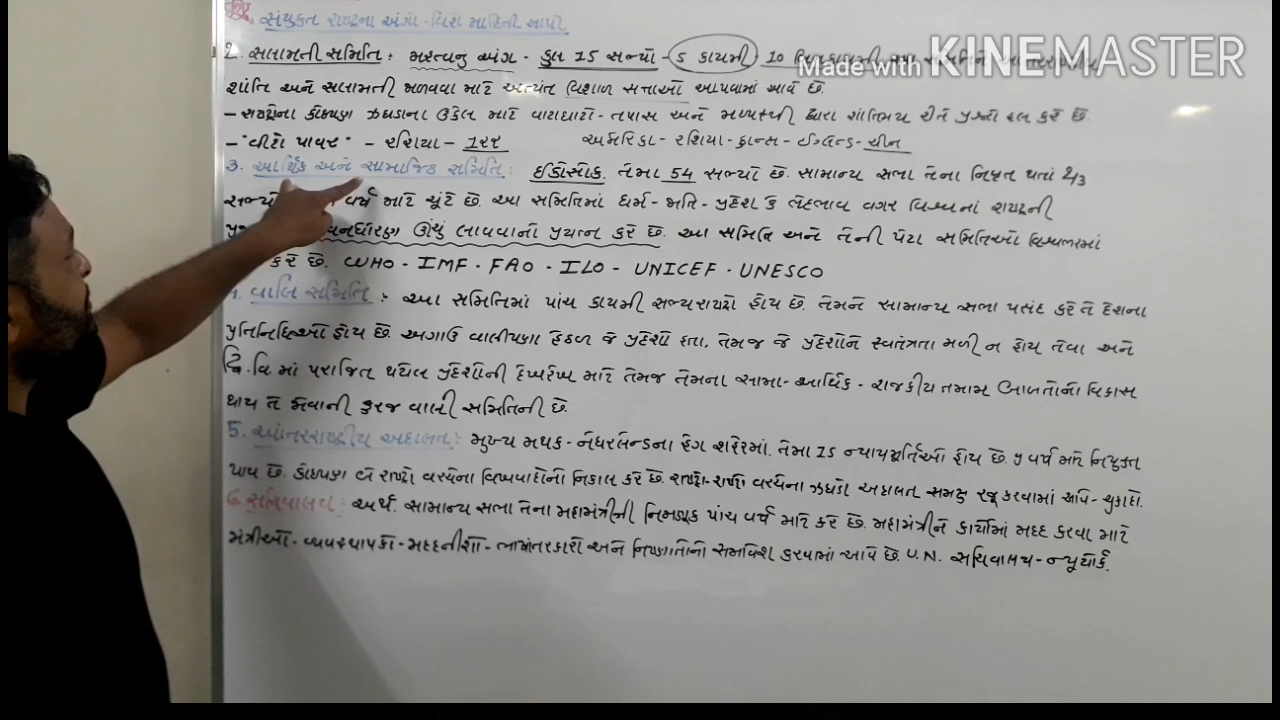 સંયુક્ત રાષ્ટ્રના અંગો - વિશે માહિતી આપો
Made with KINEMASTER
2. સલામતી સમિતિ : મહત્વનું અંગ - કુલ 15 સભ્યો - 5 કાયમી - 10
શાંતિ અને સલામતી જાળવવા માટે અત્યંત વિશાળ સત્તાઓ આપવામાં આવે છે.
- રાષ્ટ્રોના કોઇપણ ઝઘડાના ઉકેલ માટે વાટાઘાટો - તપાસ અને મધ્યસ્થી દ્વારા શાંતિમય રીતે પ્રશ્નો હલ કરે છે.
- "વીટો પાવર" - રશિયા - 122 અમેરિકા - રશિયા - ફ્રાન્સ - ઈંગ્લેન્ડ - ચીન
3. આર્થિક અને સામાજિક સમિતિ : ઈકોસોક. તેમા 54 સભ્યો છે. સામાન્ય સભા તેના નિવૃત થતાં 2/3
સભ્યો વર્ષ માટે ચૂંટે છે. આ સમિતિમાં ધર્મ - જાતિ - પ્રદેશ કે ભેદભાવ વગર વિશ્વનાં રાષ્ટ્રની
વનધોરણ ઊંચું લાવવાનો પ્રયાન કરે છે. આ સમિતિ અને તેની પેટા સમિતિઓ વિશ્વભરમાં
કરે છે. WHO - IMF - FAO - ILO - UNICEF - UNESCO
4. વાલિ સમિતિ : આ સમિતિમાં પાંચ કાયમી સભ્યરાષ્ટ્રો હોય છે. તેમને સામાન્ય સભા પસંદ કરે તે દેશના
પ્રતિનિધિઓ હોય છે. અગાઉ વાલીપણા હેઠળ જે પ્રદેશો હતા, તેમજ જે પ્રદેશોને સ્વતંત્રતા મળી ન હોય તેવા અને
દ્વિ.વિ.માં પરાજિત થયેલ પ્રદેશોની દેખરેખ માટે તેમજ તેમના સામા - આર્થિક - રાજકીય તમામ બાબતોનો વિકાસ
થાય તે જોવાની ફરજ વાલી સમિતિની છે.
5. આંતરરાષ્ટ્રીય અદાલત : મુખ્ય મથક - નેધરલેન્ડના હેગ શહેરમાં. તેમા 15 ન્યાયમૂર્તિઓ હોય છે. 9 વર્ષ માટે નિયુક્ત
થાય છે. કોઇપણ બે રાષ્ટ્રો વચ્ચેના વિખવાદોનો નિકાલ કરે છે. રાષ્ટ્રો - રાષ્ટ્રો વચ્ચેના ઝઘડો અદાલત સમક્ષ રજૂ કરવામાં આવે - ચુકાદો.
6. સચિવાલય : અર્થ. સામાન્ય સભા તેના મહામંત્રીની નિમણૂક પાંચ વર્ષ માટે કરે છે. મહામંત્રીને કાર્યોમાં મદદ કરવા માટે
મંત્રીઓ - વ્યવસ્થાપકો - મદદનીશો - ભાષાંતરકારો અને નિષ્ણાતોનો સમાવેશ કરવામાં આવે છે. U.N. સચિવાલય - ન્યૂયોર્ક.